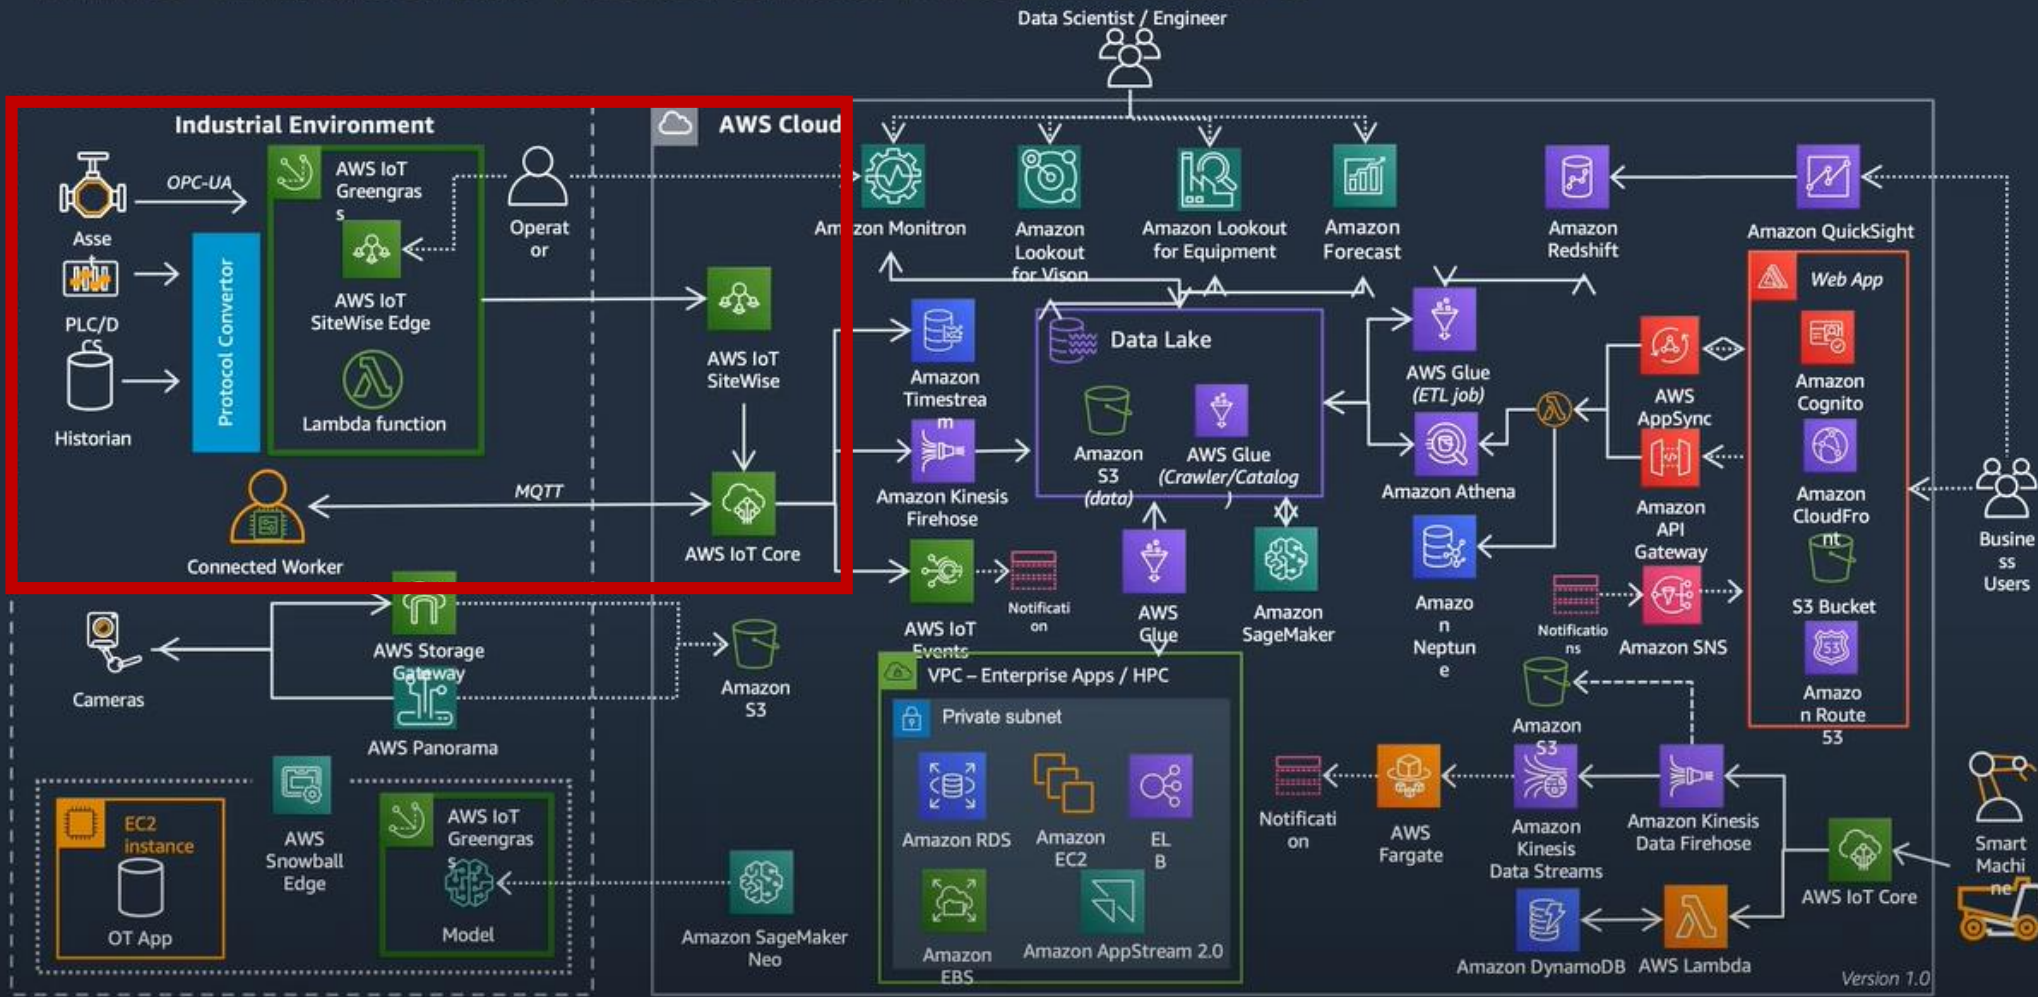 Data Scientist / Engineer
Industrial Environment
AWS Cloud
OPC-UA
AWS IoT
Greengras
s
Operat
or
Asse
t
AWS IoT
SiteWise Edge
PLC/D
CS
Protocol Convertor
Lambda function
Historian
MQTT
Connected Worker
AWS IoT
SiteWise
AWS IoT Core
Amazon Monitron
Amazon
Lookout
for Vison
Amazon Lookout
for Equipment
Amazon
Forecast
Amazon
Redshift
Amazon QuickSight
Amazon
Timestrea
m
Amazon Kinesis
Firehose
AWS IoT
Events
Notificati
on
Data Lake
Amazon
S3
(data)
AWS Glue
(Crawler/Catalog
)
AWS
Glue
Amazon
SageMaker
AWS Glue
(ETL job)
Amazon Athena
Amazo
n
Neptun
e
AWS
AppSync
Amazon
API
Gateway
Notificatio
ns
Amazon SNS
Web App
Amazon
Cognito
Amazon
CloudFro
nt
S3 Bucket
53
Amazo
n Route
53
Busine
ss
Users
Cameras
AWS Storage
Gateway
AWS Panorama
Amazon
S3
EC2
instance
OT App
AWS
Snowball
Edge
AWS IoT
Greengras
s
Model
Amazon SageMaker
Neo
VPC – Enterprise Apps / HPC
Private subnet
Amazon RDS
Amazon
EC2
EL
B
Amazon
EBS
Amazon AppStream 2.0
Amazon
S3
Notificati
on
AWS
Fargate
Amazon
Kinesis
Data Streams
Amazon Kinesis
Data Firehose
AWS IoT Core
Smart
Machi
ne
Amazon DynamoDB
AWS Lambda
Version 1.0